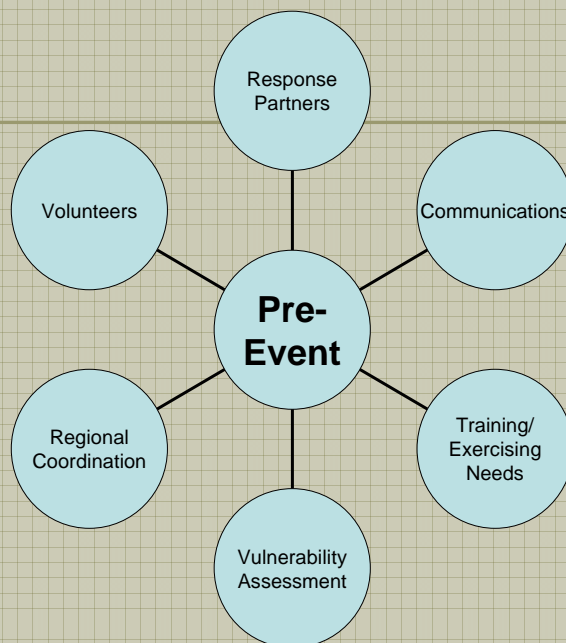 Response
Partners
Volunteers
Communications
Pre-
Event
Regional
Coordination
Training/
Exercising
Needs
Vulnerability
Assessment